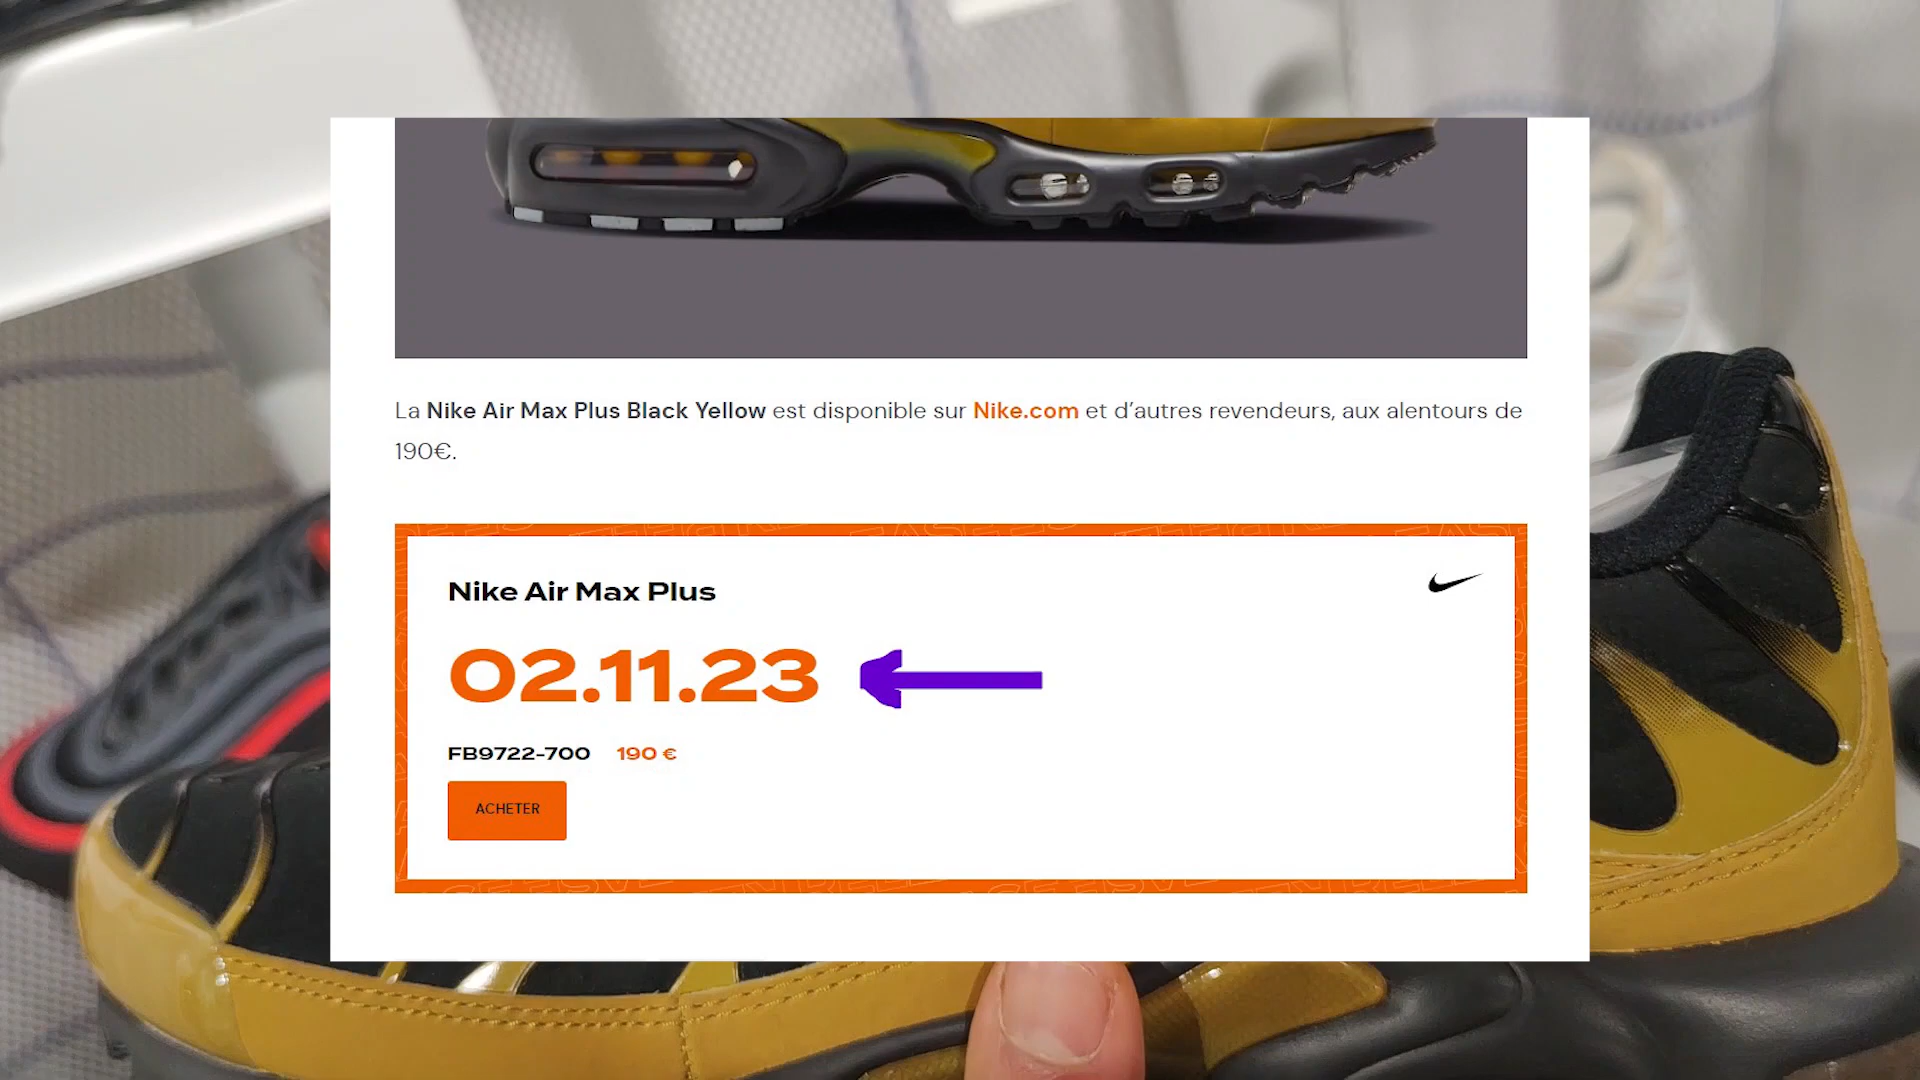 La Nike Air Max Plus Black Yellow est disponible sur Nike.com et d’autres revendeurs, aux alentours de
190€.
Nike Air Max Plus
02.11.23
FB9722-700 190 €
ACHETER